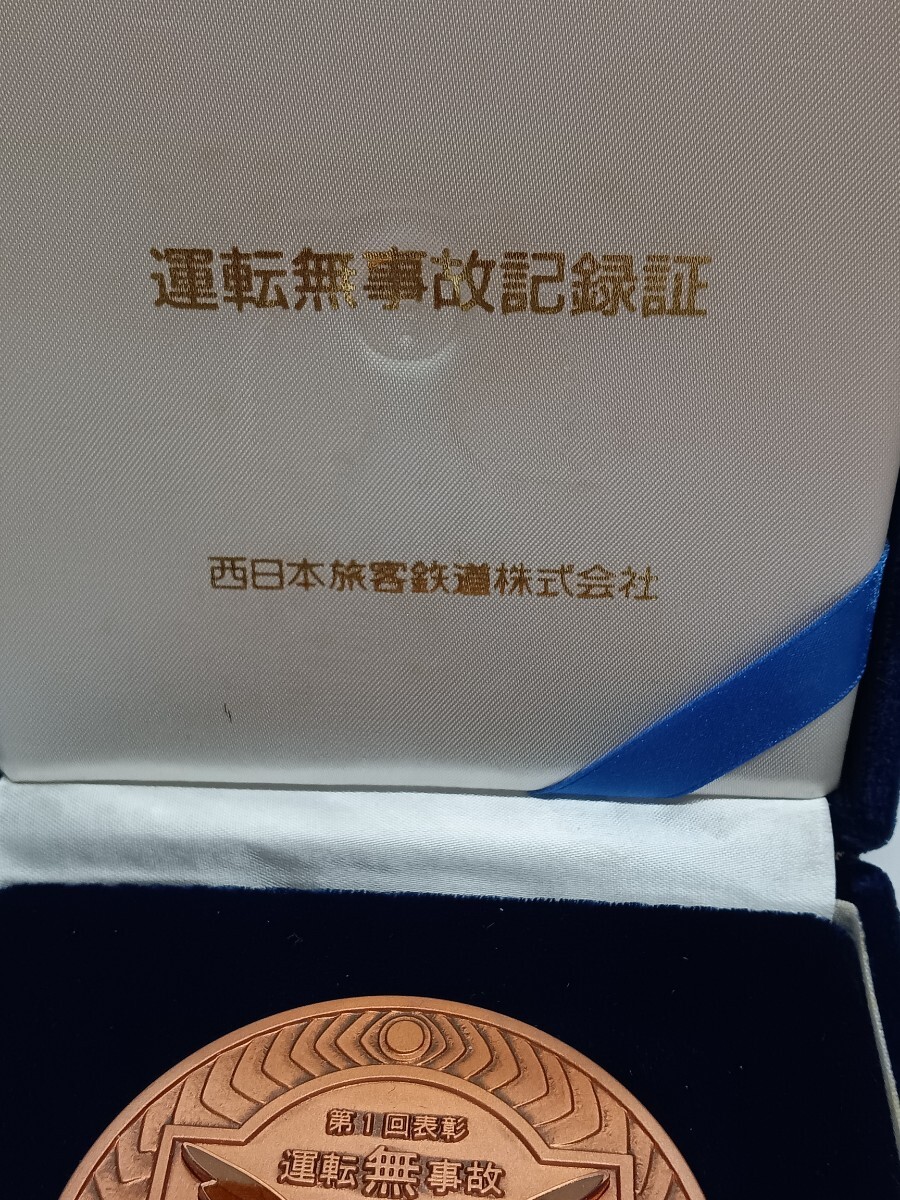 運転無事故記録証
西日本旅客鉄道株式会社
第1回表彰
運転無事故